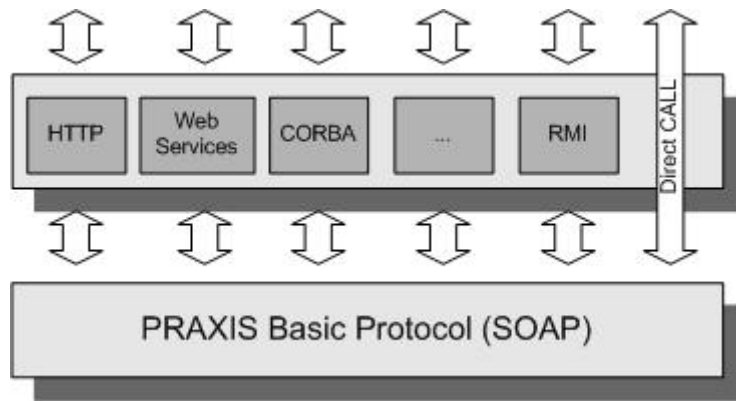 HTTP
Web
Services
CORBA
...
RMI
Direct CALL
PRAXIS Basic Protocol (SOAP)